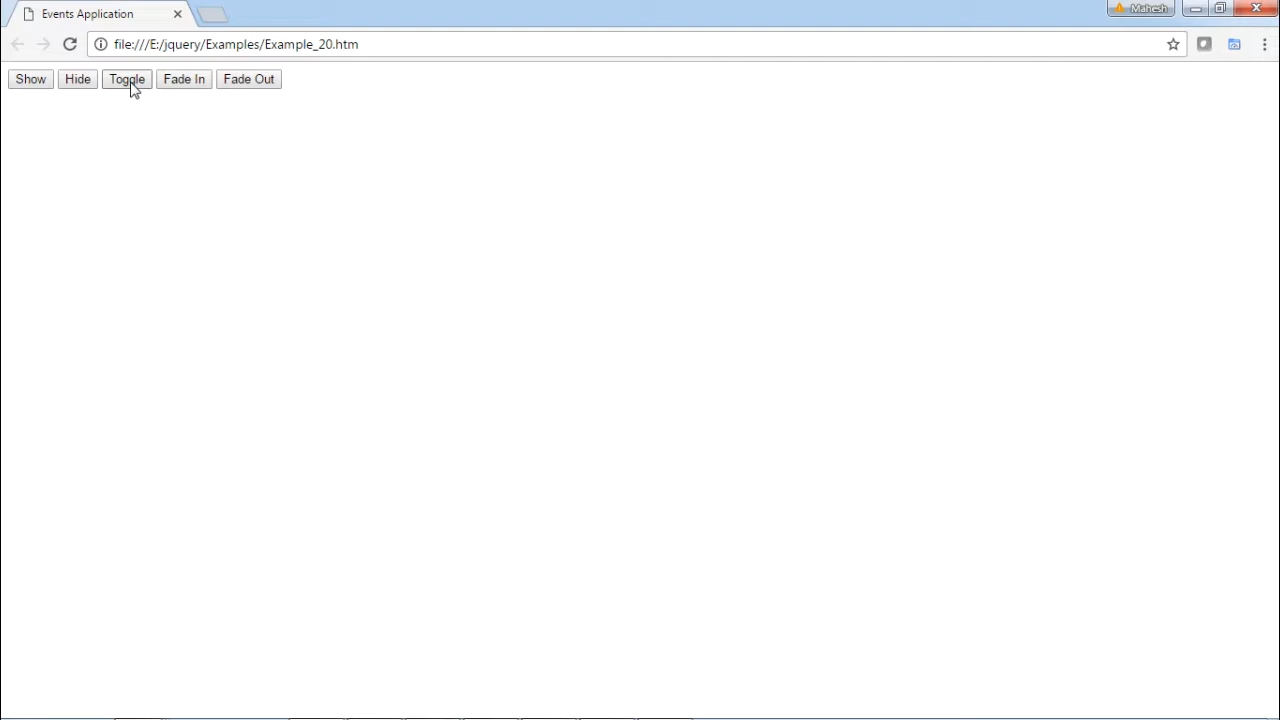 Events Application
Mahesh
file:///E:/jquery/Examples/Example_20.htm
Show Hide Toggle Fade In Fade Out